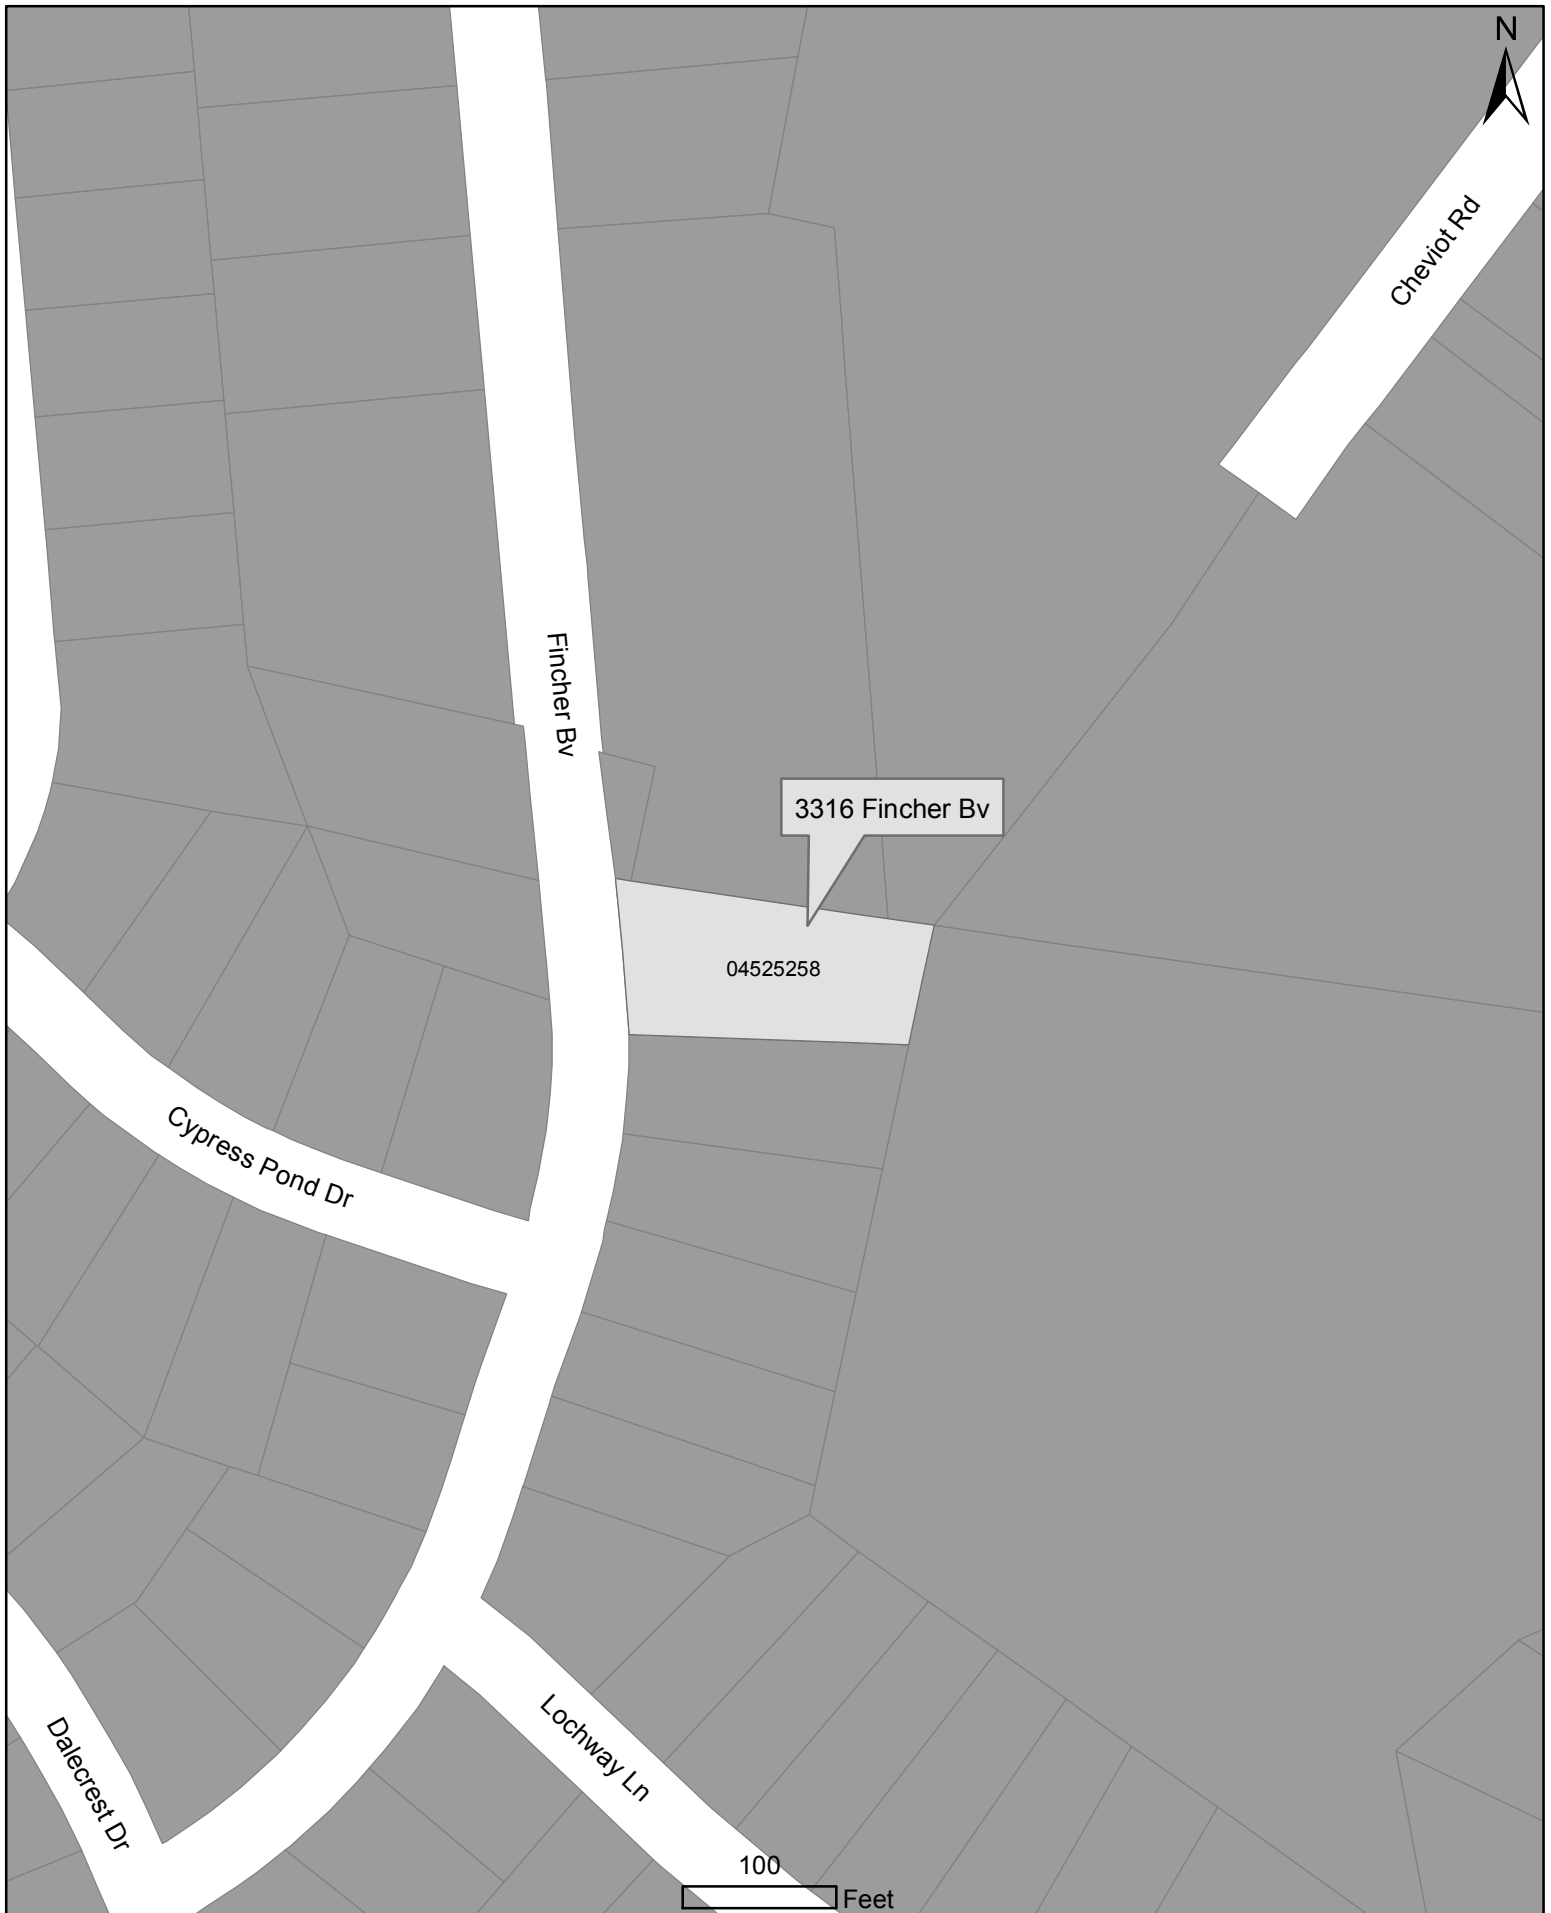 N
Cheviot Rd
Fincher Bv
3316 Fincher Bv
04525258
Cypress Pond Dr
Lochway Ln
Dalecrest Dr
100
Feet